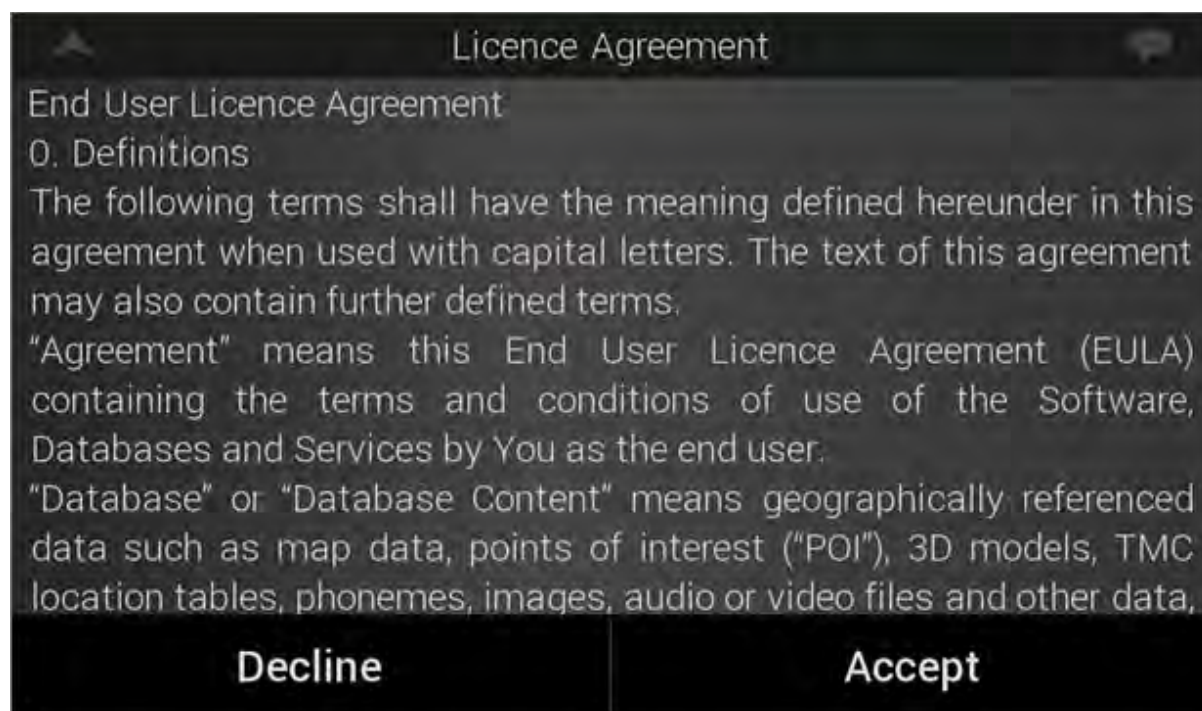 Licence Agreement
End User Licence Agreement
0. Definitions
The following terms shall have the meaning defined hereunder in this
agreement when used with capital letters. The text of this agreement
may also contain further defined terms.
“Agreement” means this End User Licence Agreement (EULA)
containing the terms and conditions of use of the Software,
Databases and Services by You as the end user.
“Database” or “Database Content” means geographically referenced
data such as map data, points of interest (“POI”), 3D models, TMC
location tables, phonemes, images, audio or video files and other data,
Decline
Accept